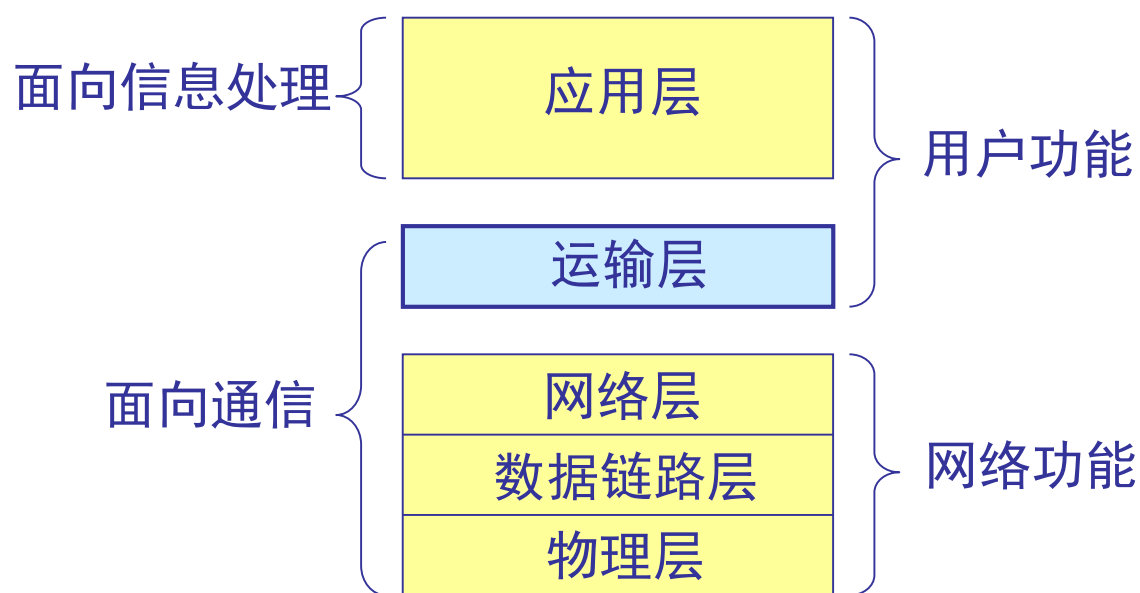 面向信息处理
应用层
用户功能
运输层
面向通信
网络层
网络功能
数据链路层
物理层